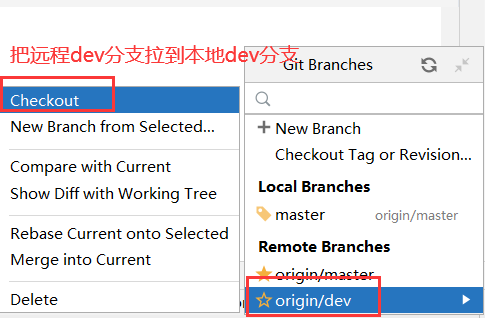 把远程dev分支拉到本地dev分支
Git Branches
Checkout
New Branch from Selected...
Compare with Current
Show Diff with Working Tree
Rebase Current onto Selected
Merge into Current
Delete
New Branch
Checkout Tag or Revision...
Local Branches
master origin/master
Remote Branches
origin/master
origin/dev